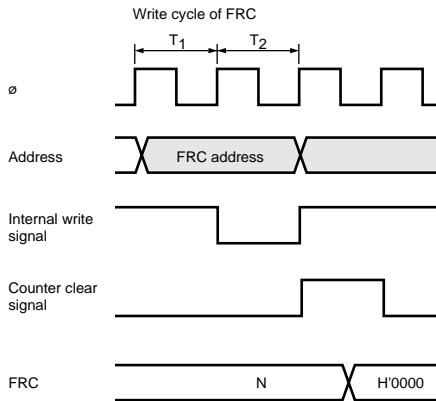 Write cycle of FRC
T1 T2
ø
Address FRC address
Internal write
signal
Counter clear
signal
FRC N H'0000